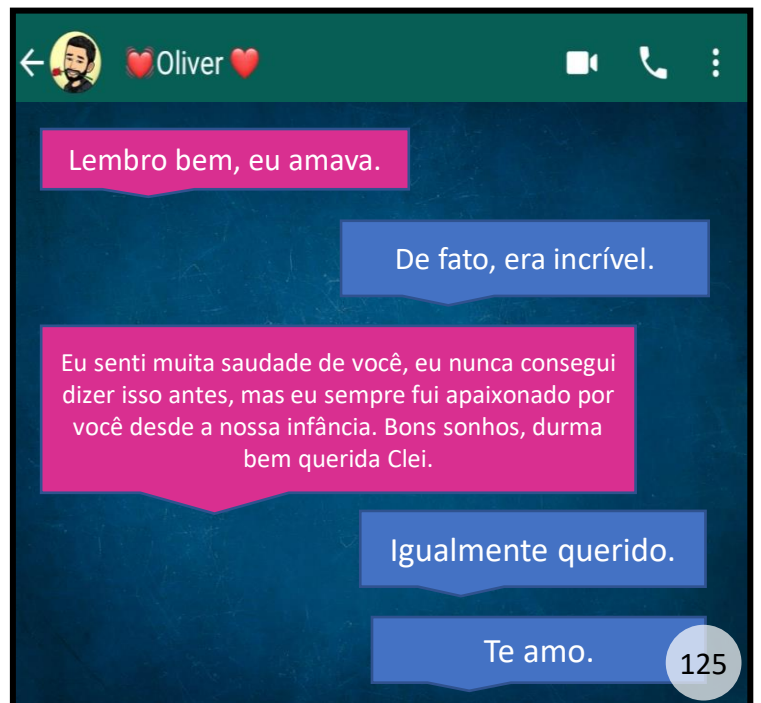 Oliver
Lembro bem, eu amava.
De fato, era incrível.
Eu senti muita saudade de você, eu nunca consegui
dizer isso antes, mas eu sempre fui apaixonado por
você desde a nossa infância. Bons sonhos, durma
bem querida Clei.
Igualmente querido.
Te amo.
125